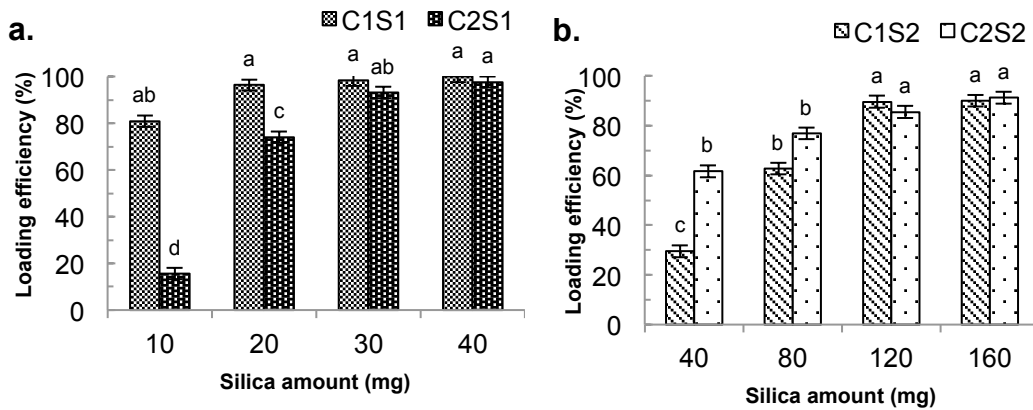 a.
C1S1 C2S1
Loading efficiency (%)
100
80
60
40
20
0
ab
d
a
c
a
ab
a
a
10 20 30 40
Silica amount (mg)
b.
C1S2 C2S2
Loading efficiency (%)
100
80
60
40
20
0
c
b
b
b
a
a
a
a
40 80 120 160
Silica amount (mg)